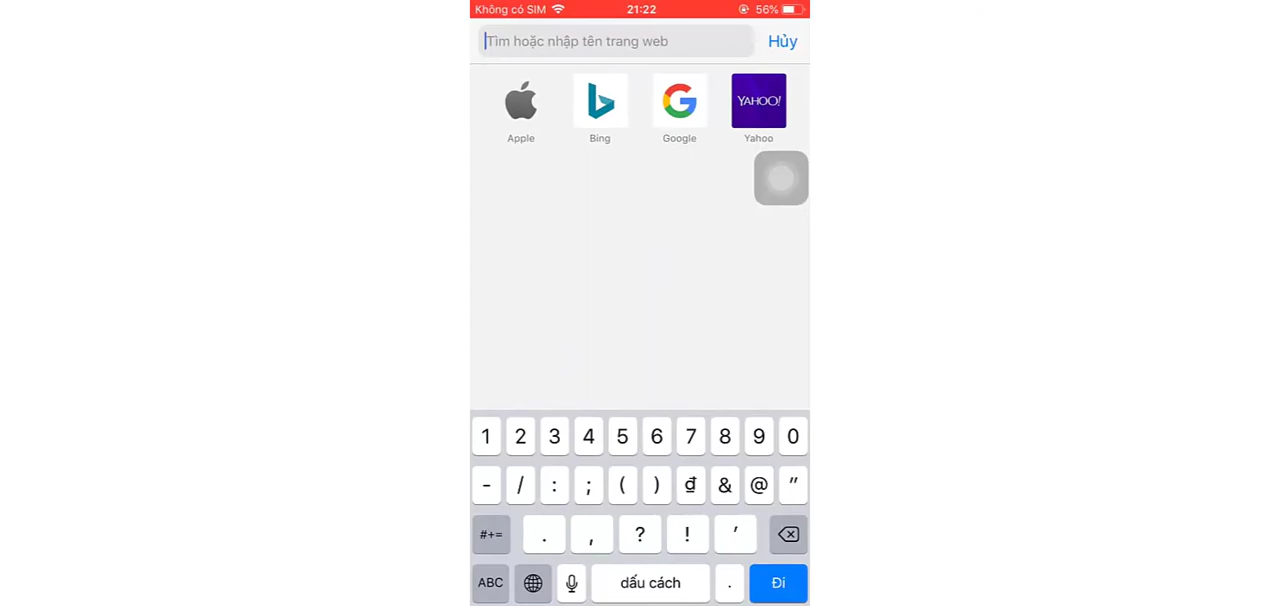 Không có SIM 21:22 56%
Tìm hoặc nhập tên trang web Hủy
YAHOO!
Apple Bing Google Yahoo
1 2 3 4 5 6 7 8 9 0
- / : ; ( ) ₫ & @ "
#+= . , ? ! ’
ABC dấu cách . Đi